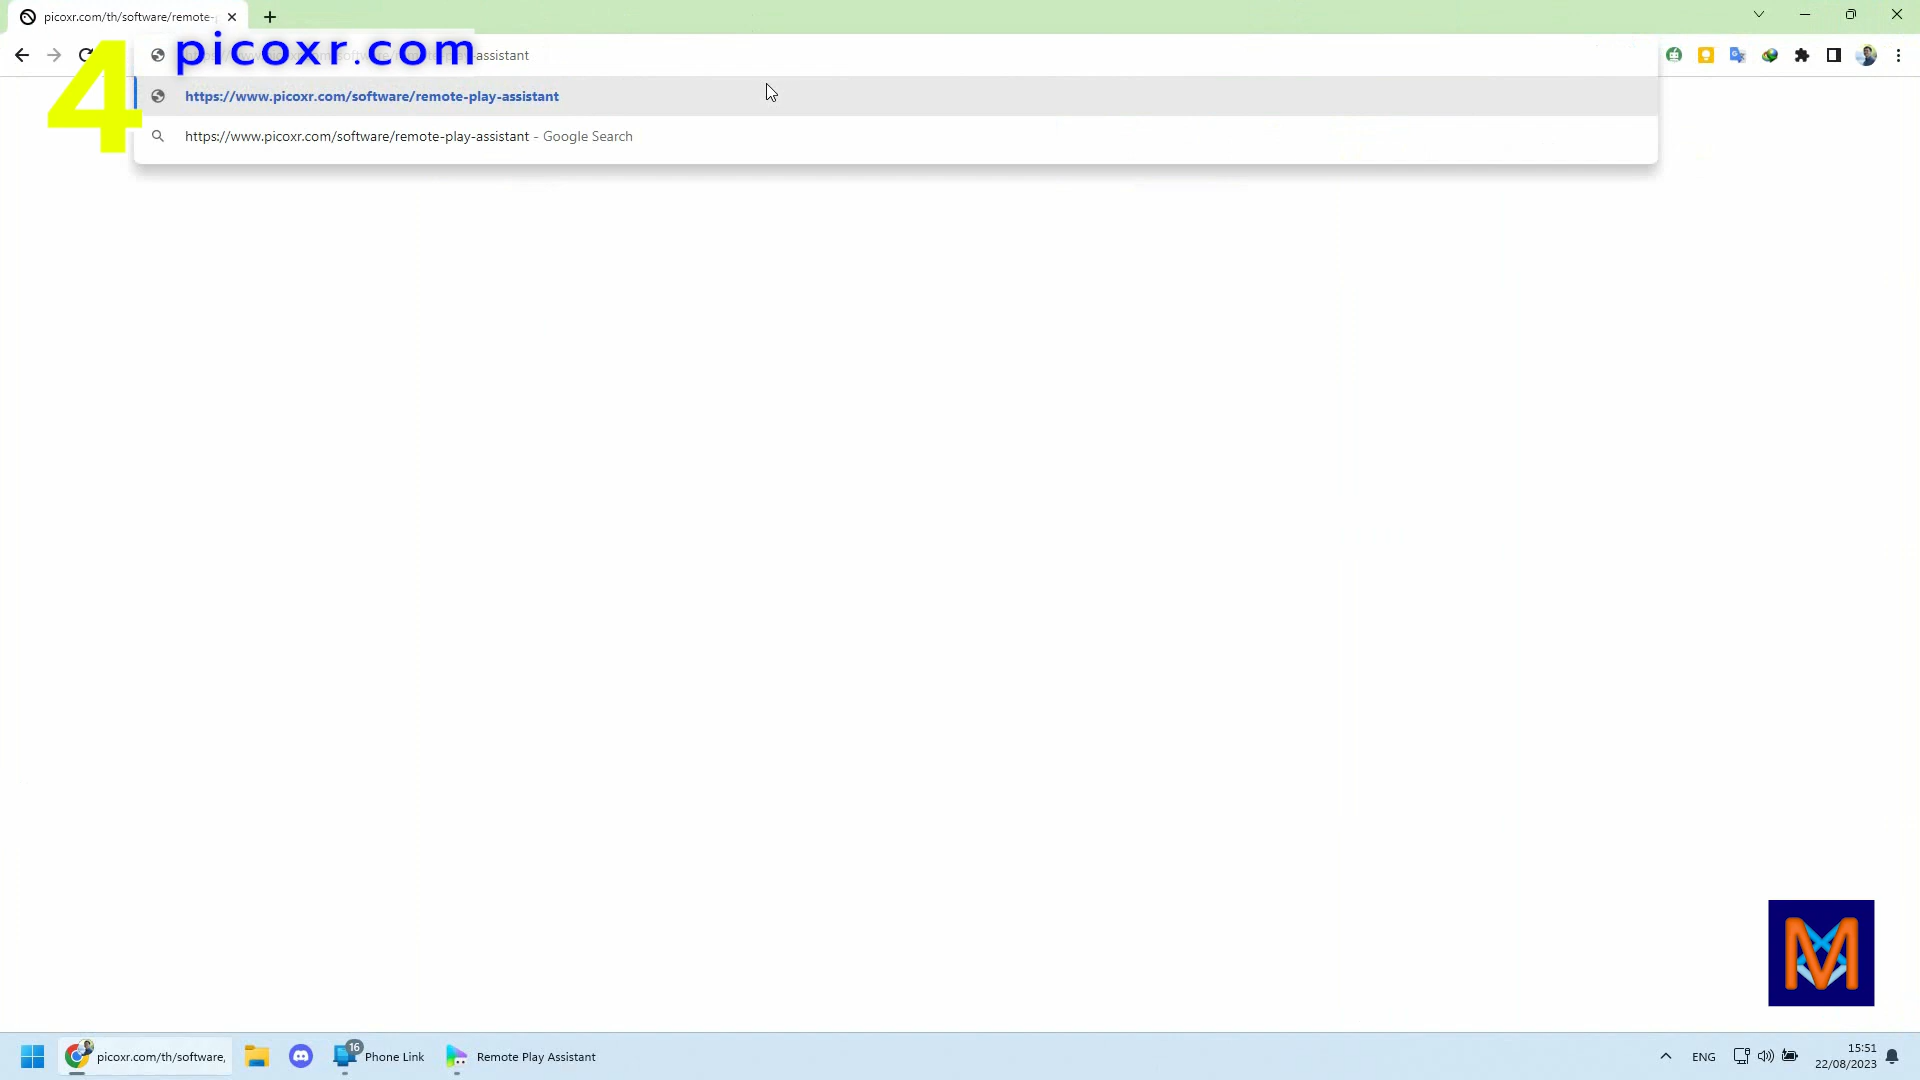 picoxr.com/th/software/remote-
4
picoxr.com
assistant
https://www.picoxr.com/software/remote-play-assistant
https://www.picoxr.com/software/remote-play-assistant - Google Search
M
picoxr.com/th/software,
16
Phone Link
Remote Play Assistant
ENG
15:51
22/08/2023